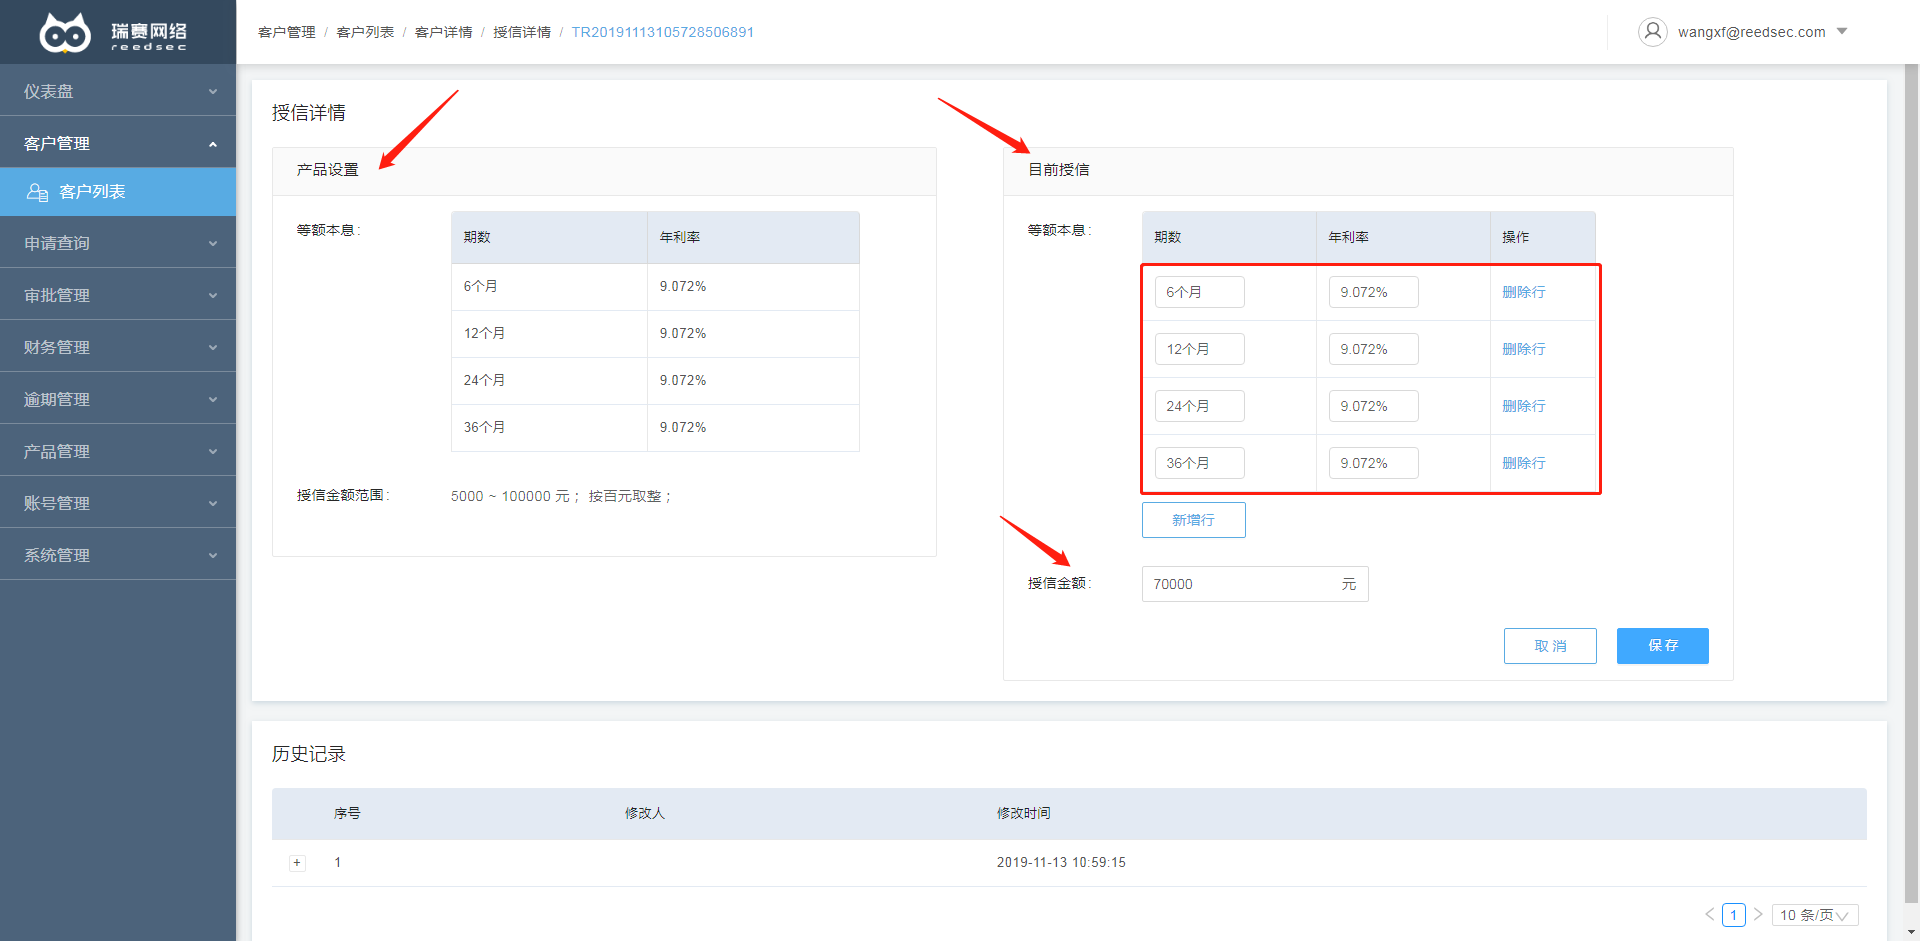 瑞赛网络
reedsec
客户管理 / 客户列表 / 客户详情 / 授信详情 / TR20191113105728506891
wangxf@reedsec.com
仪表盘
客户管理
客户列表
申请查询
审批管理
财务管理
逾期管理
产品管理
账号管理
系统管理
授信详情
产品设置
等额本息:
期数 年利率
6个月 9.072%
12个月 9.072%
24个月 9.072%
36个月 9.072%
授信金额范围:
5000 ~ 100000 元； 按百元取整；
目前授信
等额本息:
期数 年利率 操作
6个月 9.072% 删除行
12个月 9.072% 删除行
24个月 9.072% 删除行
36个月 9.072% 删除行
新增行
授信金额:
70000 元
取 消 保 存
历史记录
序号 修改人 修改时间
+ 1 2019-11-13 10:59:15
< 1 > 10 条/页